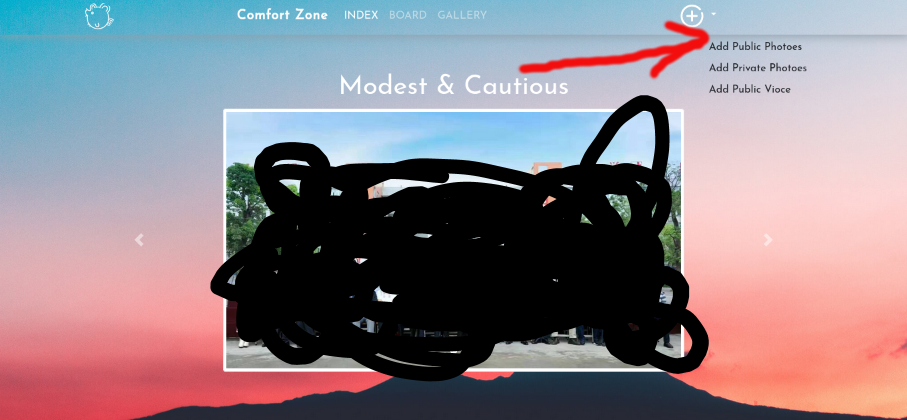 Comfort Zone INDEX BOARD GALLERY
Add Public Photoes
Add Private Photoes
Add Public Vioce
Modest & Cautious